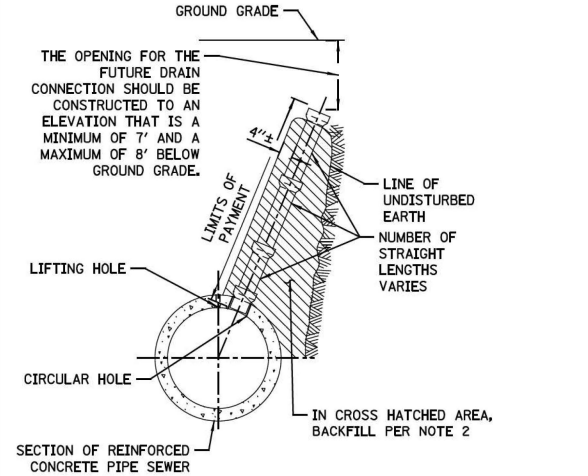 GROUND GRADE
THE OPENING FOR THE
FUTURE DRAIN
CONNECTION SHOULD BE
CONSTRUCTED TO AN
ELEVATION THAT IS A
MINIMUM OF 7' AND A
MAXIMUM OF 8' BELOW
GROUND GRADE.
4"±
LIMITS OF
PAYMENT
LINE OF
UNDISTURBED
EARTH
NUMBER OF
STRAIGHT
LENGTHS
VARIES
LIFTING HOLE
CIRCULAR HOLE
IN CROSS HATCHED AREA,
BACKFILL PER NOTE 2
SECTION OF REINFORCED
CONCRETE PIPE SEWER